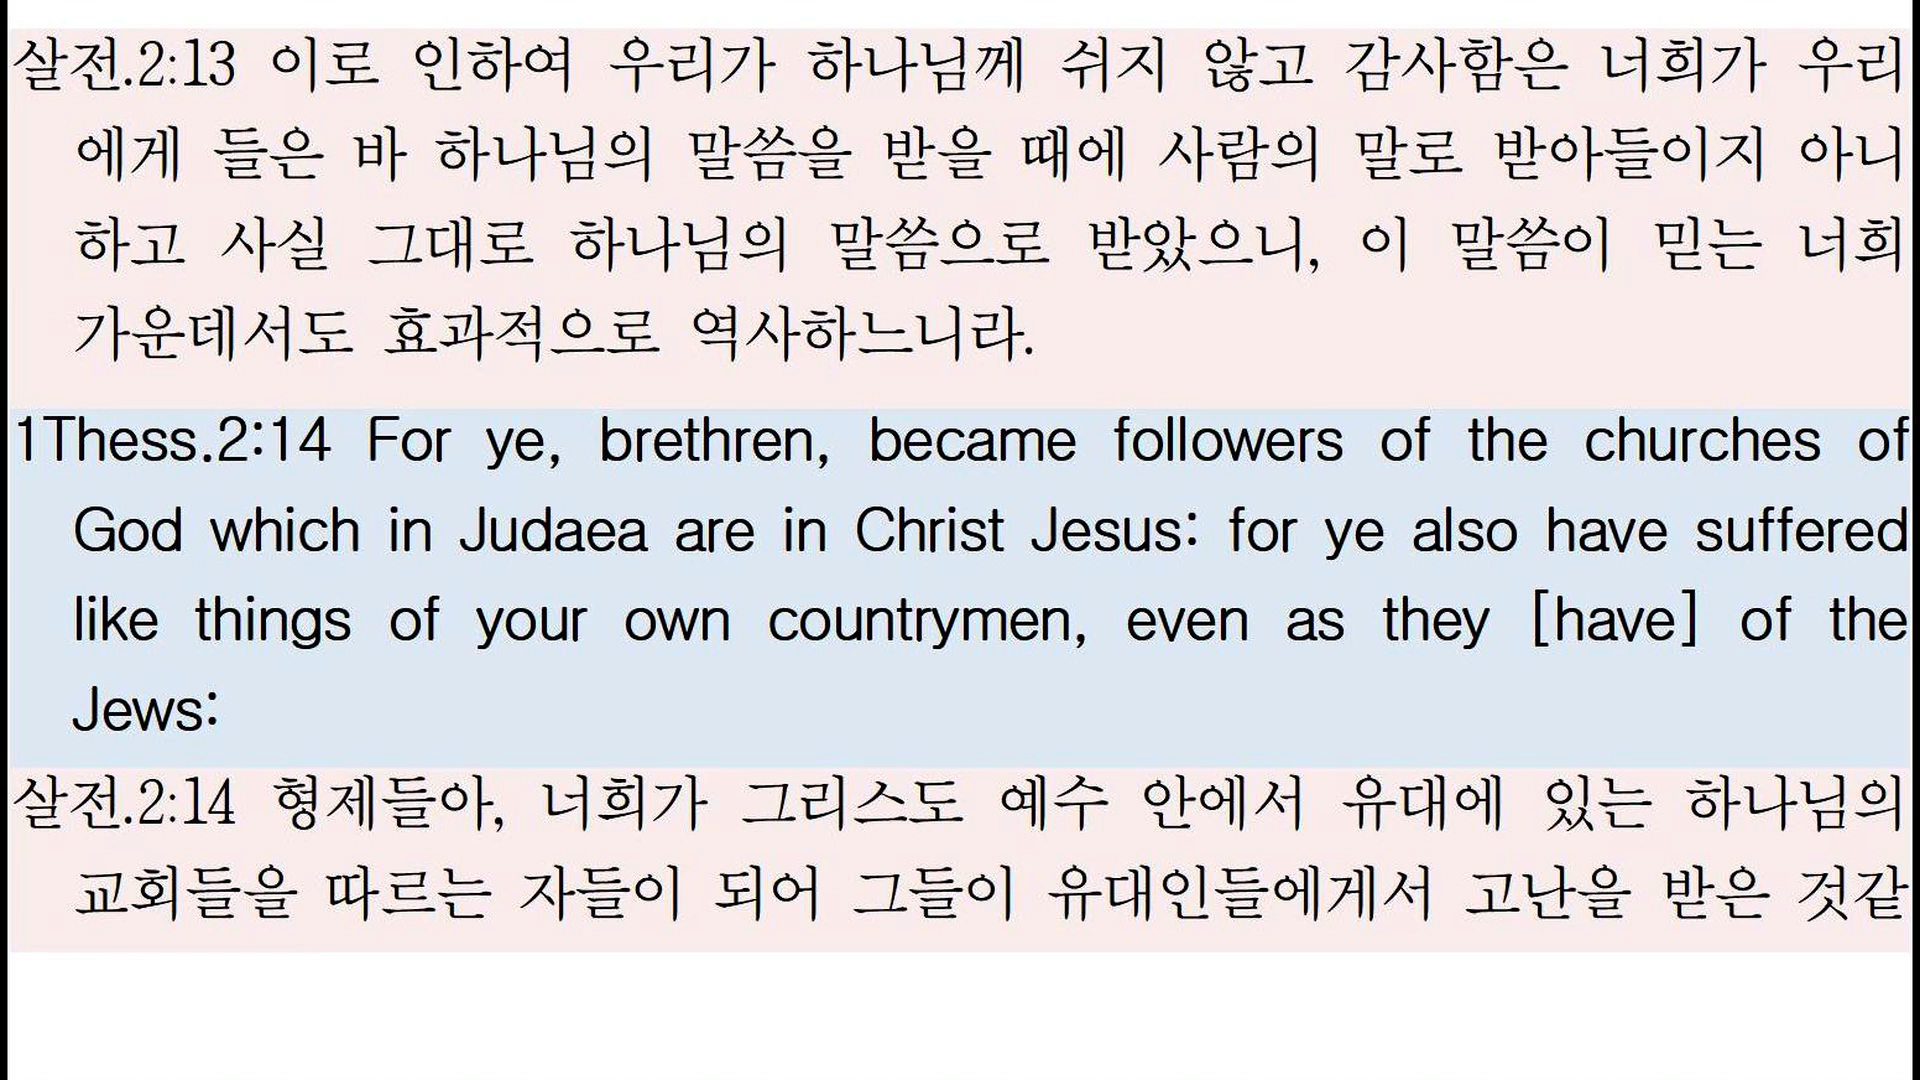 살전.2:13 이로 인하여 우리가 하나님께 쉬지 않고 감사함은 너희가 우리
에게 들은 바 하나님의 말씀을 받을 때에 사람의 말로 받아들이지 아니
하고 사실 그대로 하나님의 말씀으로 받았으니, 이 말씀이 믿는 너희
가운데서도 효과적으로 역사하느니라.
1Thess.2:14 For ye, brethren, became followers of the churches of
God which in Judaea are in Christ Jesus: for ye also have suffered
like things of your own countrymen, even as they [have] of the
Jews:
살전.2:14 형제들아, 너희가 그리스도 예수 안에서 유대에 있는 하나님의
교회들을 따르는 자들이 되어 그들이 유대인들에게서 고난을 받은 것같